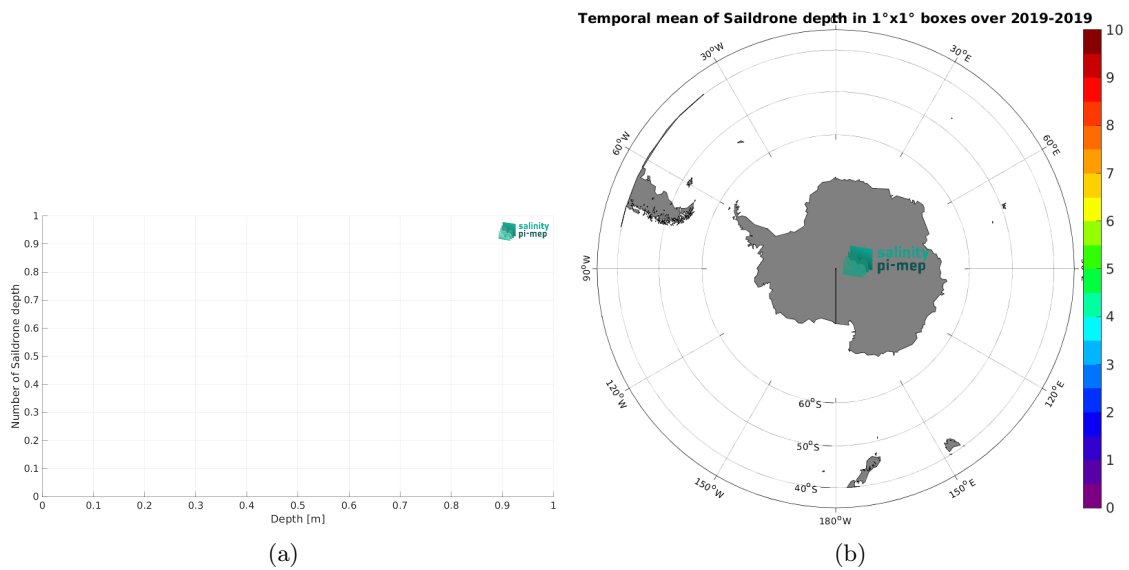 Temporal mean of Saildrone depth in 1°x1° boxes over 2019-2019
1
0.9
0.8
0.7
0.6
0.5
0.4
0.3
0.2
0.1
0
Number of Saildrone depth
salinity
pi-mep
0
0.1
0.2
0.3
0.4
0.5
0.6
0.7
0.8
0.9
1
Depth [m]
(a)
30°W
30°E
60°W
60°E
90°W
120°W
120°E
150°W
150°E
180°W
60°S
50°S
40°S
salinity
pi-mep
10
9
8
7
6
5
4
3
2
1
0
(b)